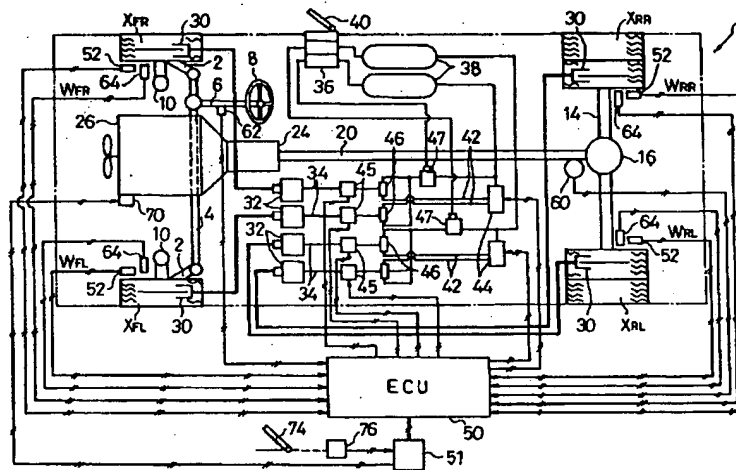 XFR 30 40 XRR
52 2 8 36 38 30 52
64 WFR 10 6 WRR
26 62 24 46 47 14 64
20 16
34 45 42
32 47 60
70 4
64 10 2 32 46 44 64
WFL 34 42 WRL
52 45 52
XFL 30 30 XRL
ECU
74 76 50
51